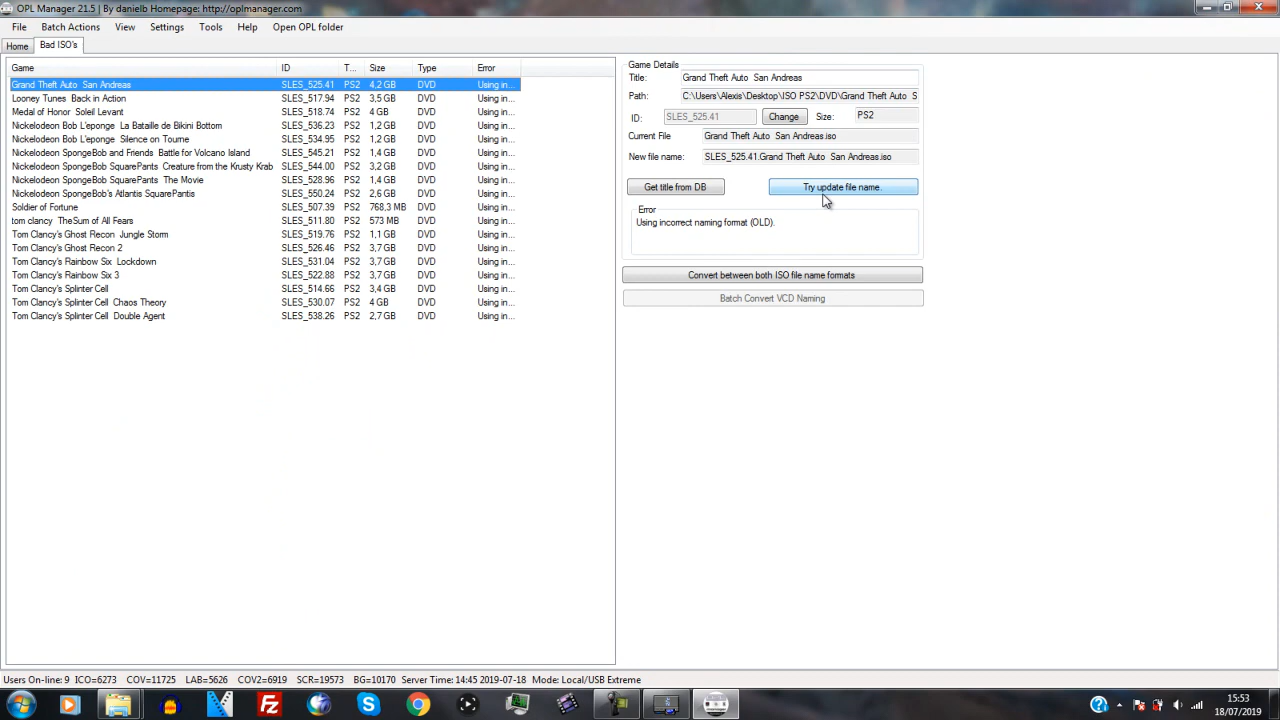 OPL Manager 21.5 | By danielb Homepage: http://oplmanager.com/
File Batch Actions View Settings Tools Help Open OPL folder
Home Bad ISO's
Game ID T... Size Type Error
Grand Theft Auto San Andreas SLES_525.41 PS2 4,2 GB DVD Using in...
Looney Tunes Back in Action SLES_517.94 PS2 3,5 GB DVD Using in...
Medal of Honor Soleil Levant SLES_518.74 PS2 4 GB DVD Using in...
Nickelodeon Bob L'eponge La Bataille de Bikini Bottom SLES_536.23 PS2 1,2 GB DVD Using in...
Nickelodeon Bob L'eponge Silence on Tourne SLES_534.95 PS2 1,2 GB DVD Using in...
Nickelodeon SpongeBob and Friends Battle for Volcano Island SLES_545.21 PS2 1,4 GB DVD Using in...
Nickelodeon SpongeBob SquarePants Creature from the Krusty Krab SLES_544.00 PS2 3,2 GB DVD Using in...
Nickelodeon SpongeBob SquarePants The Movie SLES_528.96 PS2 1,4 GB DVD Using in...
Nickelodeon SpongeBob's Atlantis SquarePantis SLES_550.24 PS2 2,6 GB DVD Using in...
Soldier of Fortune SLES_507.39 PS2 768,3 MB DVD Using in...
tom clancy TheSum of All Fears SLES_511.80 PS2 573 MB DVD Using in...
Tom Clancy's Ghost Recon Jungle Storm SLES_519.76 PS2 1,1 GB DVD Using in...
Tom Clancy's Ghost Recon 2 SLES_526.46 PS2 3,7 GB DVD Using in...
Tom Clancy's Rainbow Six Lockdown SLES_531.04 PS2 3,7 GB DVD Using in...
Tom Clancy's Rainbow Six 3 SLES_522.88 PS2 3,7 GB DVD Using in...
Tom Clancy's Splinter Cell SLES_514.66 PS2 3,4 GB DVD Using in...
Tom Clancy's Splinter Cell Chaos Theory SLES_530.07 PS2 4 GB DVD Using in...
Tom Clancy's Splinter Cell Double Agent SLES_538.26 PS2 2,7 GB DVD Using in...
Game Details
Title: Grand Theft Auto San Andreas
Path: C:\Users\Alexis\Desktop\ISO PS2\DVD\Grand Theft Auto S
ID: SLES_525.41 Change Size: PS2
Current File Grand Theft Auto San Andreas.iso
New file name: SLES_525.41.Grand Theft Auto San Andreas.iso
Get title from DB Try update file name.
Error
Using incorrect naming format (OLD).
Convert between both ISO file name formats
Batch Convert VCD Naming
Users On-line: 9 ICO=6273 COV=11725 LAB=5626 COV2=6919 SCR=19573 BG=10170 Server Time: 14:45 2019-07-18 Mode: Local/USB Extreme
15:53
18/07/2019